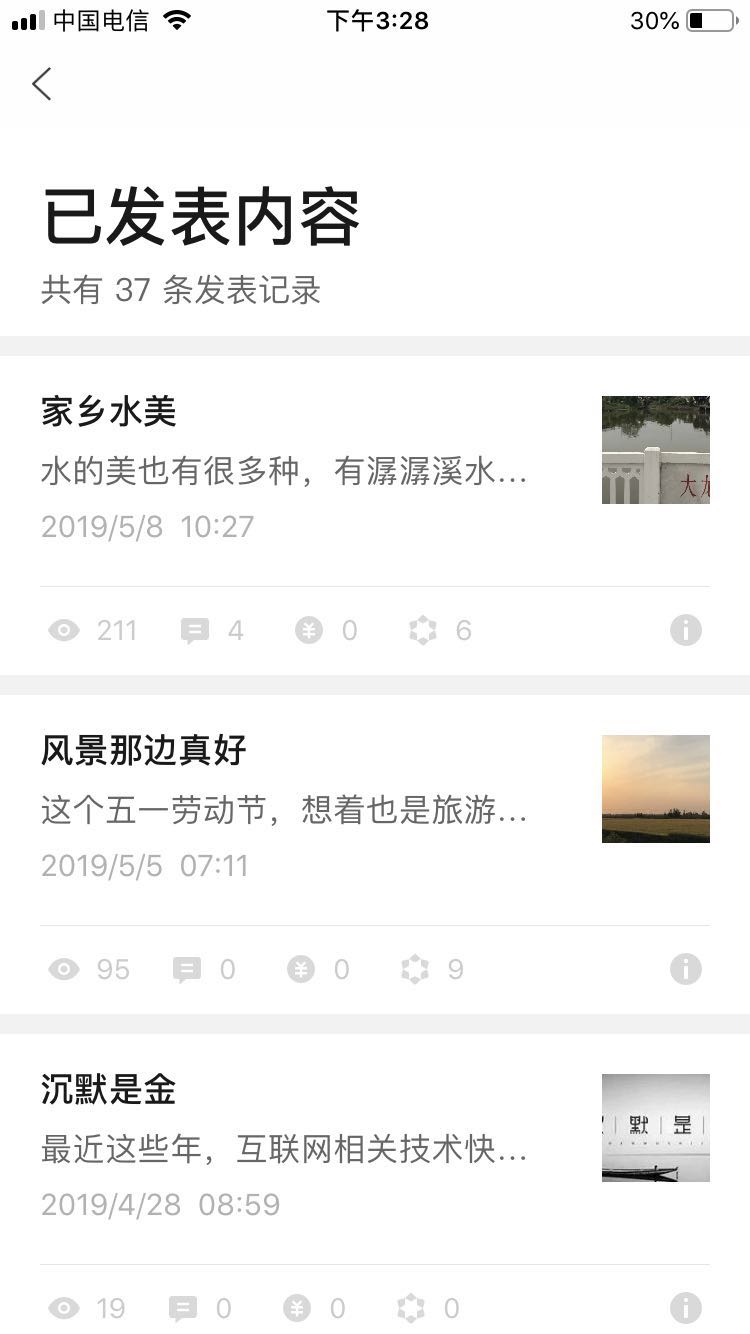 中国电信 下午3:28 30%
已发表内容
共有 37 条发表记录
家乡水美
水的美也有很多种，有潺潺溪水...
大
2019/5/8 10:27
211 4 0 6
风景那边真好
这个五一劳动节，想着也是旅游...
2019/5/5 07:11
95 0 0 9
沉默是金
最近这些年，互联网相关技术快...
默是
2019/4/28 08:59
19 0 0 0